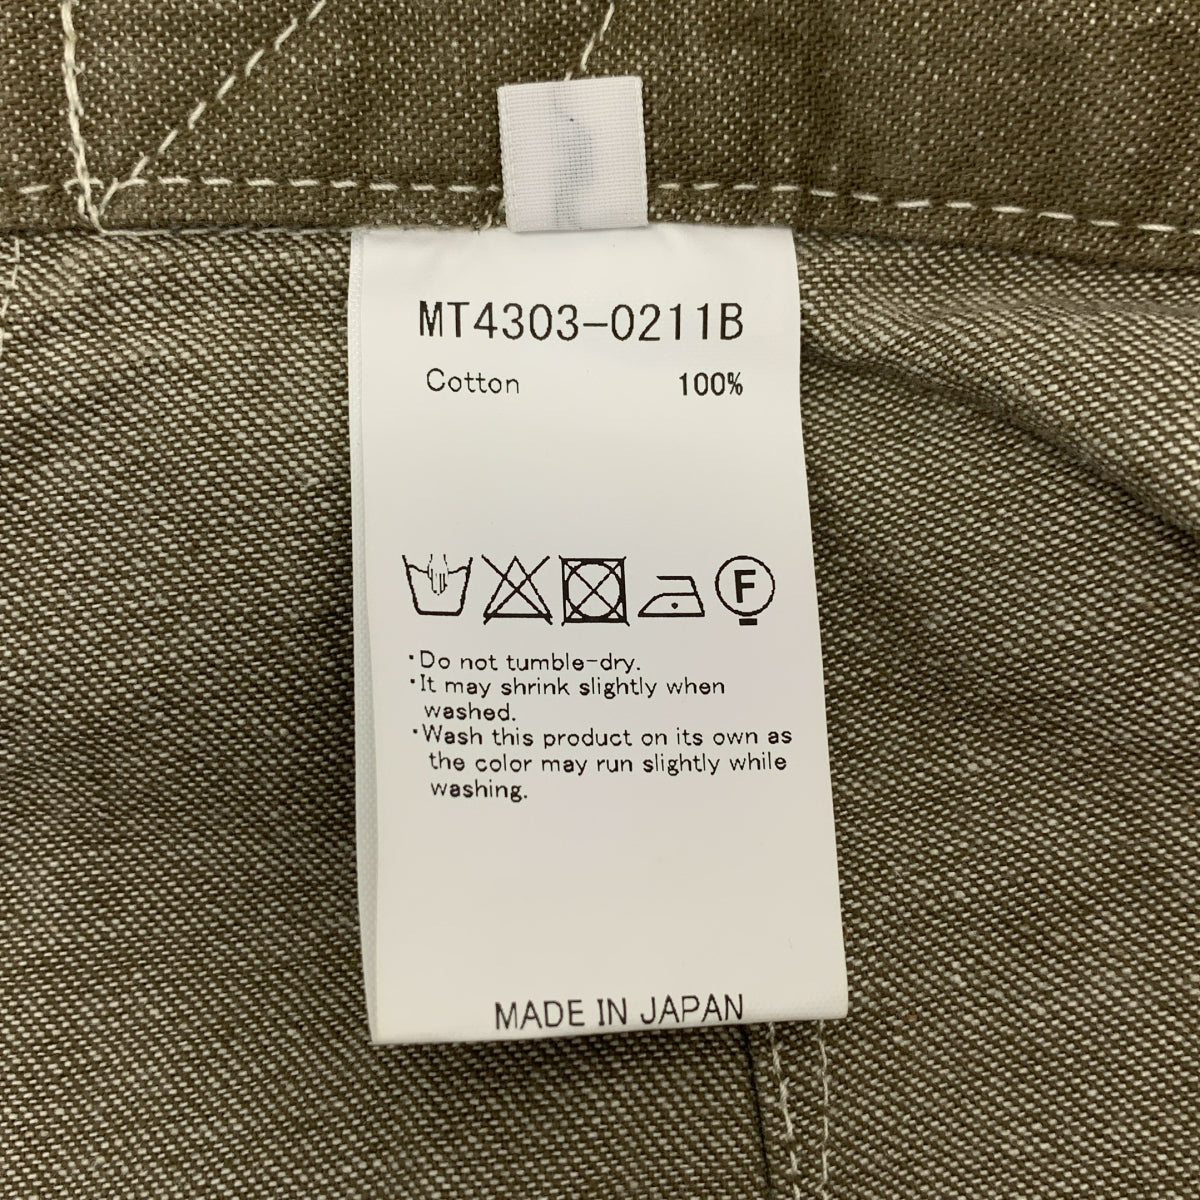 MT4303-0211B
Cotton 100%
F
・Do not tumble-dry.
・It may shrink slightly when
washed.
・Wash this product on its own as
the color may run slightly while
washing.
MADE IN JAPAN